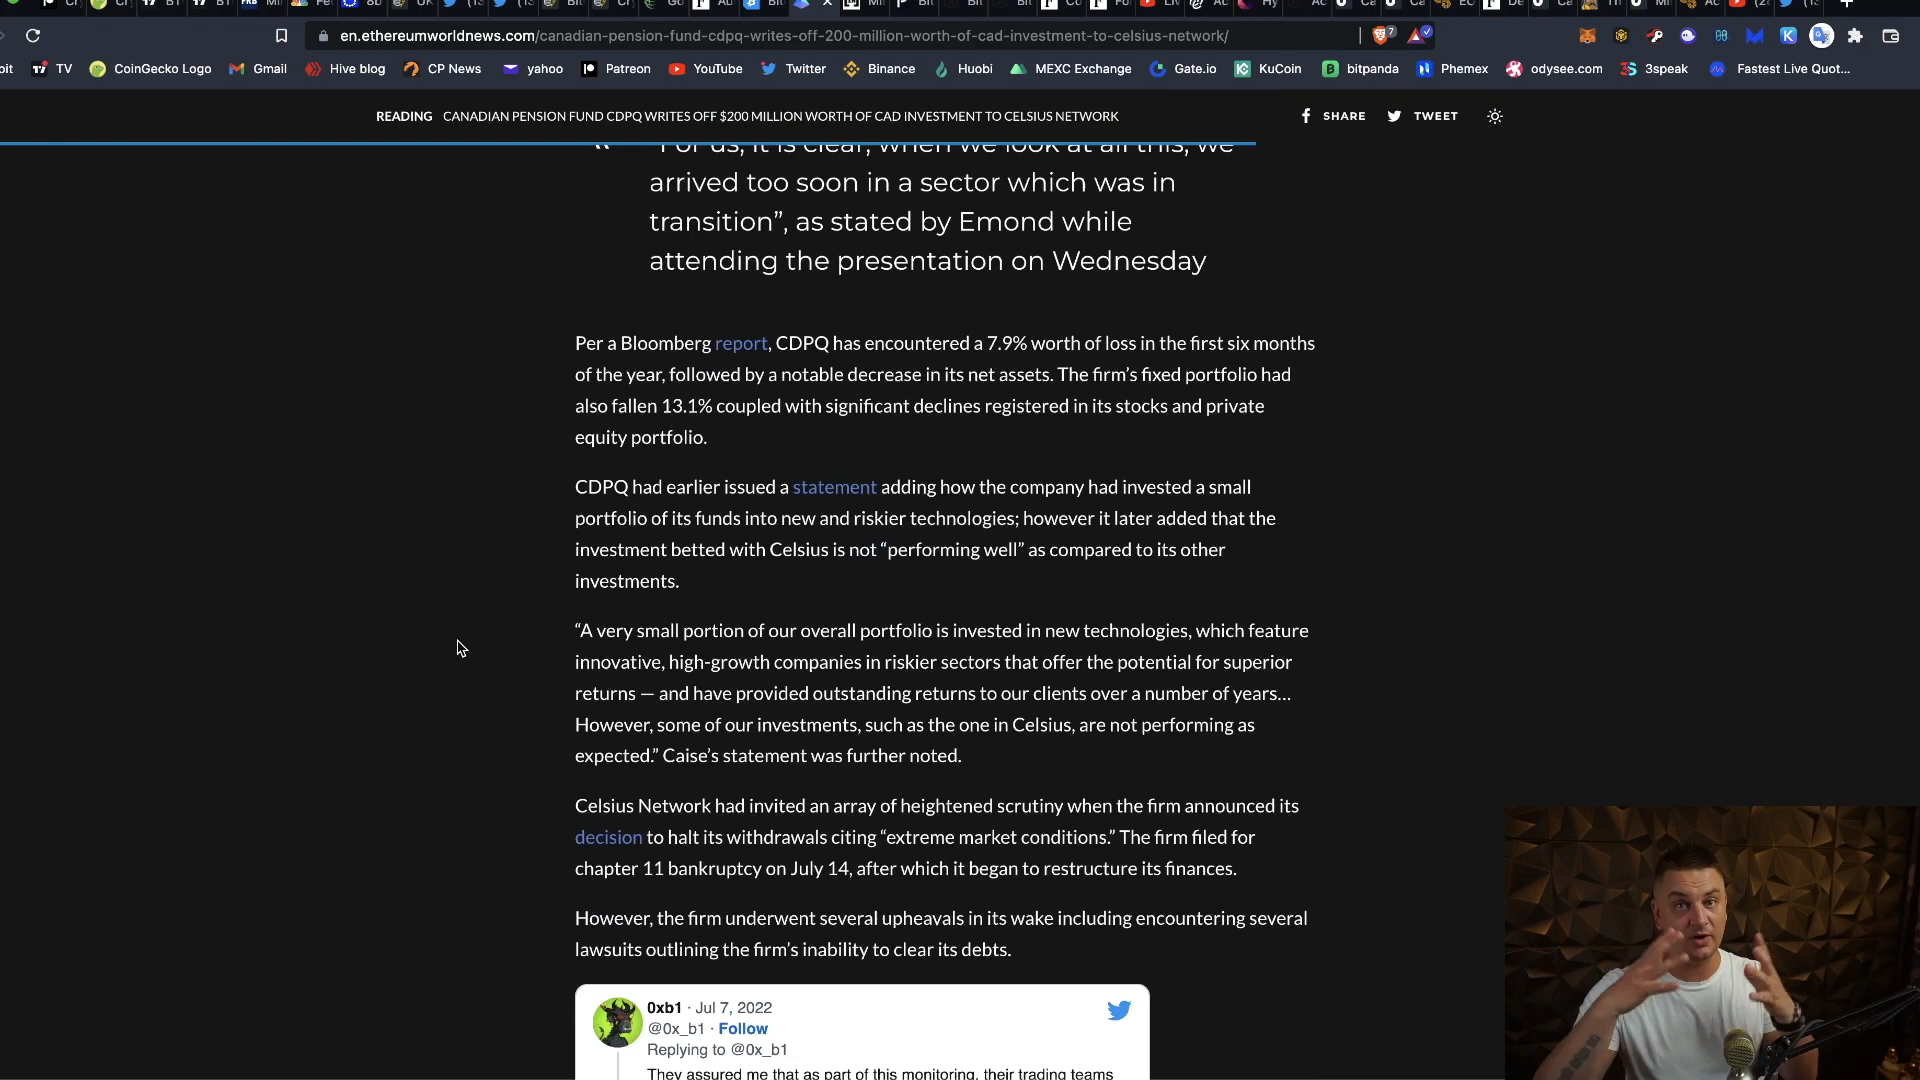 en.ethereumworldnews.com/canadian-pension-fund-cdpq-writes-off-200-million-worth-of-cad-investment-to-celsius-network/
7
TV
CoinGecko Logo
Gmail
Hive blog
CP News
yahoo
Patreon
YouTube
Twitter
Binance
Huobi
MEXC Exchange
Gate.io
KuCoin
bitpanda
Phemex
odysee.com
3speak
Fastest Live Quot...
READING CANADIAN PENSION FUND CDPQ WRITES OFF $200 MILLION WORTH OF CAD INVESTMENT TO CELSIUS NETWORK
SHARE
TWEET
“For us, it is clear, when we look at all this, we
arrived too soon in a sector which was in
transition”, as stated by Emond while
attending the presentation on Wednesday
Per a Bloomberg report, CDPQ has encountered a 7.9% worth of loss in the first six months
of the year, followed by a notable decrease in its net assets. The firm’s fixed portfolio had
also fallen 13.1% coupled with significant declines registered in its stocks and private
equity portfolio.
CDPQ had earlier issued a statement adding how the company had invested a small
portfolio of its funds into new and riskier technologies; however it later added that the
investment betted with Celsius is not “performing well” as compared to its other
investments.
“A very small portion of our overall portfolio is invested in new technologies, which feature
innovative, high-growth companies in riskier sectors that offer the potential for superior
returns — and have provided outstanding returns to our clients over a number of years…
However, some of our investments, such as the one in Celsius, are not performing as
expected.” Caise’s statement was further noted.
Celsius Network had invited an array of heightened scrutiny when the firm announced its
decision to halt its withdrawals citing “extreme market conditions.” The firm filed for
chapter 11 bankruptcy on July 14, after which it began to restructure its finances.
However, the firm underwent several upheavals in its wake including encountering several
lawsuits outlining the firm’s inability to clear its debts.
0xb1 · Jul 7, 2022
@0x_b1 · Follow
Replying to @0x_b1
They assured me that as part of this monitoring, their trading teams